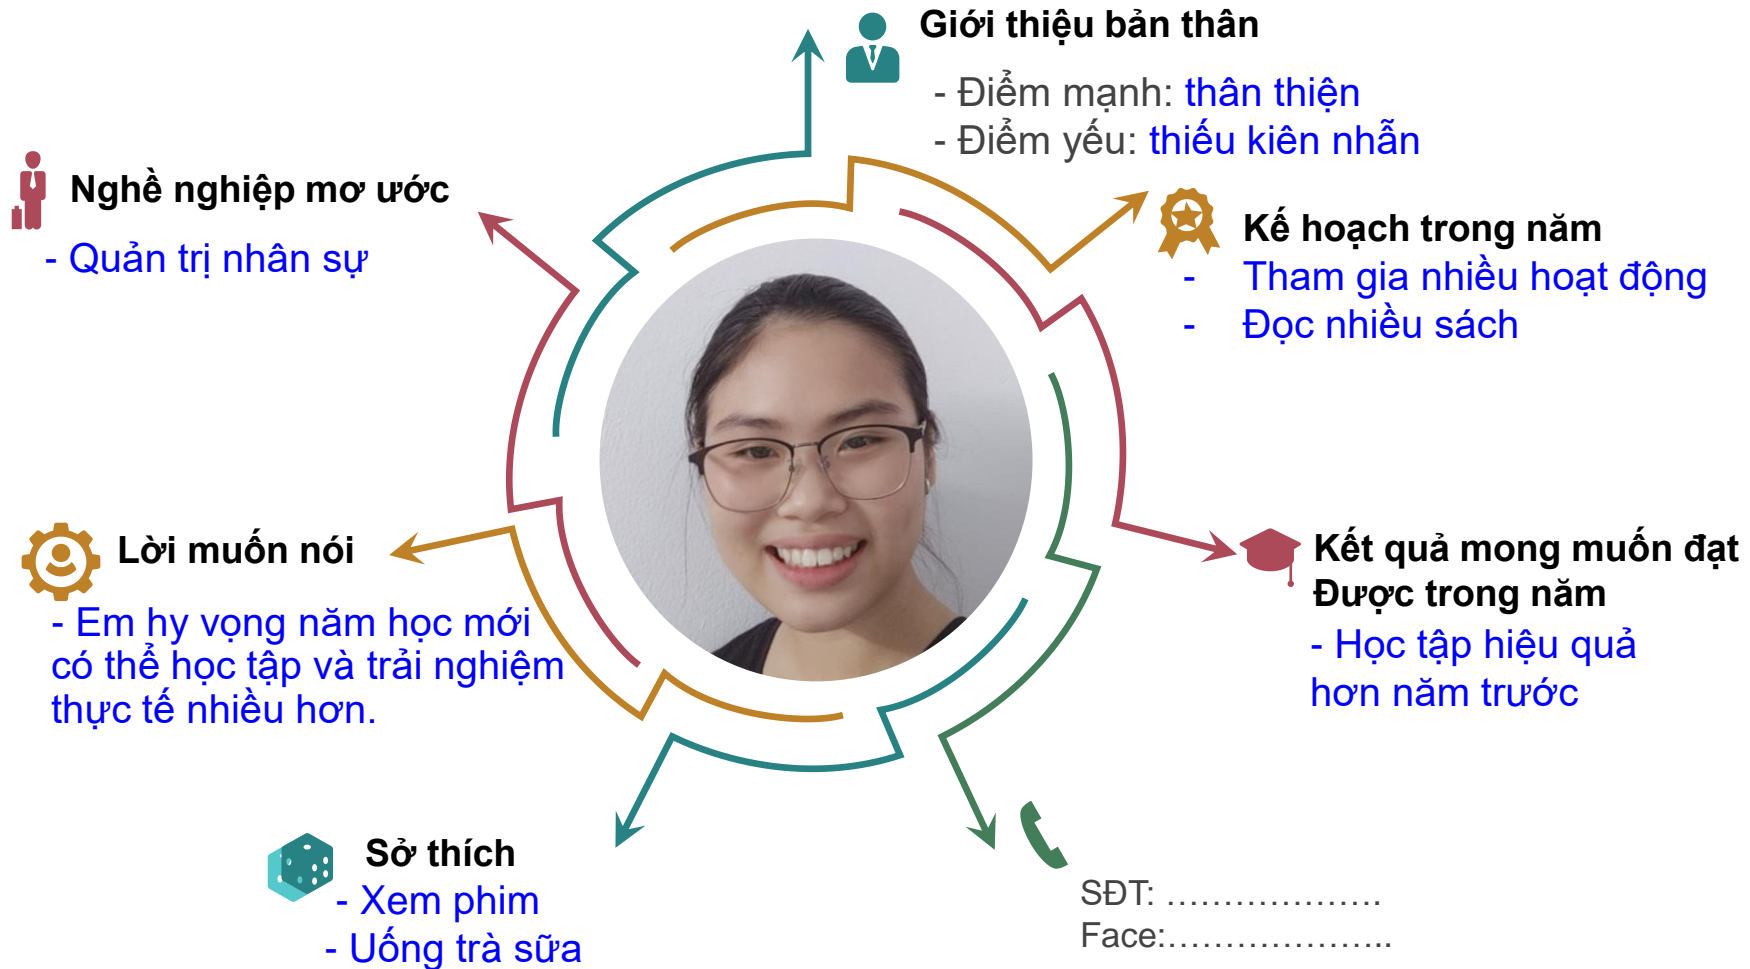 Giới thiệu bản thân
- Điểm mạnh: thân thiện
- Điểm yếu: thiếu kiên nhẫn
Nghề nghiệp mơ ước
- Quản trị nhân sự
Kế hoạch trong năm
- Tham gia nhiều hoạt động
- Đọc nhiều sách
Lời muốn nói
- Em hy vọng năm học mới
có thể học tập và trải nghiệm
thực tế nhiều hơn.
Kết quả mong muốn đạt
Được trong năm
- Học tập hiệu quả
hơn năm trước
Sở thích
- Xem phim
- Uống trà sữa
SĐT: ……………….
Face:………………..